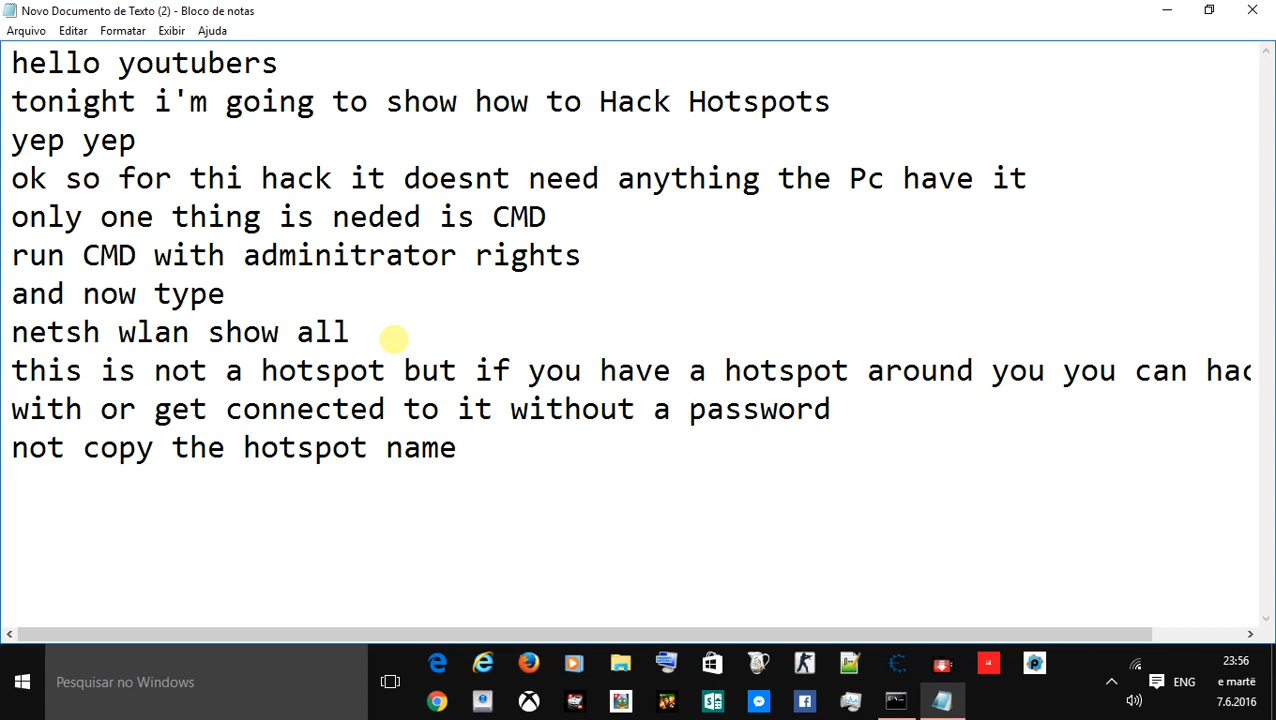 Novo Documento de Texto (2) - Bloco de notas
Arquivo Editar Formatar Exibir Ajuda
hello youtubers
tonight i'm going to show how to Hack Hotspots
yep yep
ok so for thi hack it doesnt need anything the Pc have it
only one thing is neded is CMD
run CMD with adminitrator rights
and now type
netsh wlan show all
this is not a hotspot but if you have a hotspot around you you can hac
with or get connected to it without a password
not copy the hotspot name
23:56
Pesquisar no Windows
ENG
e martë
7.6.2016